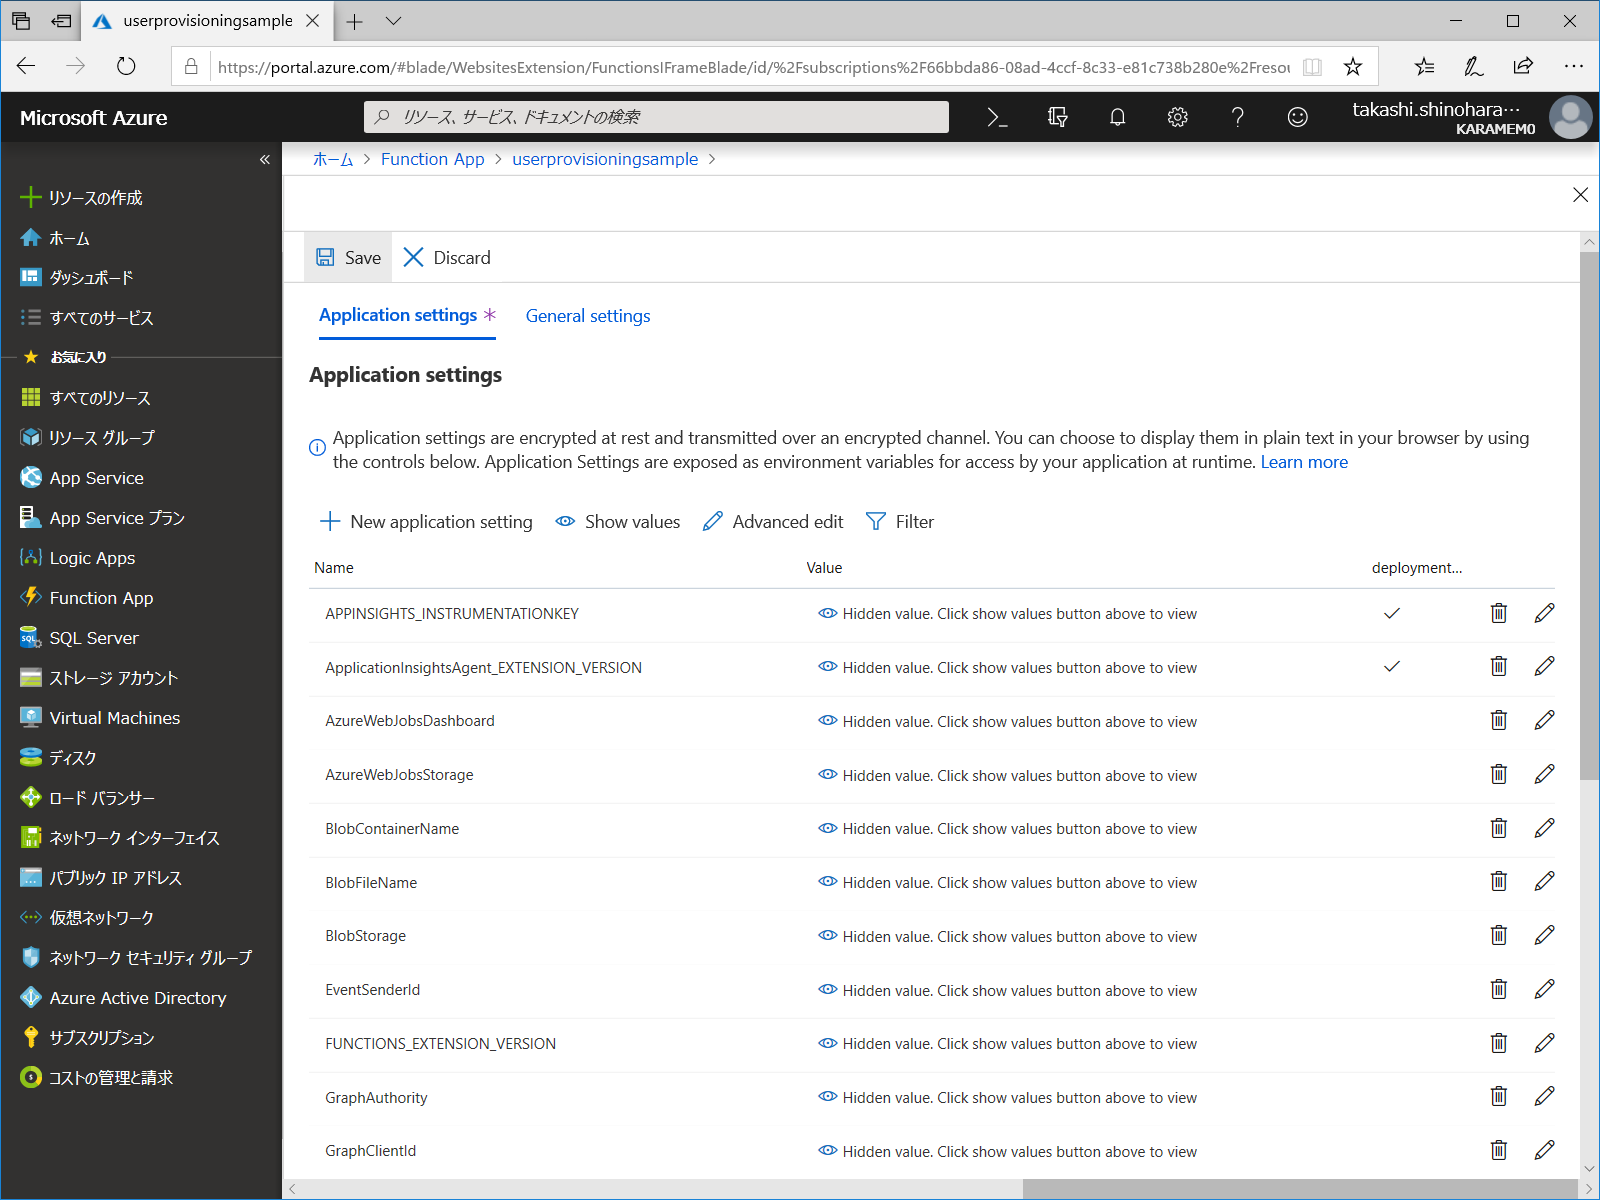 userprovisioningsample
https://portal.azure.com/#blade/WebsitesExtension/FunctionsIFrameBlade/id/%2Fsubscriptions%2F66bbda86-08ad-4ccf-8c33-e81c738b280e%2Fresou
Microsoft Azure
リソース、サービス、ドキュメントの検索
takashi.shinohara…
KARAMEMO
ホーム > Function App > userprovisioningsample >
リソースの作成
ホーム
ダッシュボード
すべてのサービス
お気に入り
すべてのリソース
リソース グループ
App Service
App Service プラン
Logic Apps
Function App
SQL Server
ストレージ アカウント
Virtual Machines
ディスク
ロード バランサー
ネットワーク インターフェイス
パブリック IP アドレス
仮想ネットワーク
ネットワーク セキュリティ グループ
Azure Active Directory
サブスクリプション
コストの管理と請求
Save Discard
Application settings * General settings
Application settings
Application settings are encrypted at rest and transmitted over an encrypted channel. You can choose to display them in plain text in your browser by using
the controls below. Application Settings are exposed as environment variables for access by your application at runtime. Learn more
New application setting Show values Advanced edit Filter
Name Value deployment...
APPINSIGHTS_INSTRUMENTATIONKEY Hidden value. Click show values button above to view
ApplicationInsightsAgent_EXTENSION_VERSION Hidden value. Click show values button above to view
AzureWebJobsDashboard Hidden value. Click show values button above to view
AzureWebJobsStorage Hidden value. Click show values button above to view
BlobContainerName Hidden value. Click show values button above to view
BlobFileName Hidden value. Click show values button above to view
BlobStorage Hidden value. Click show values button above to view
EventSenderId Hidden value. Click show values button above to view
FUNCTIONS_EXTENSION_VERSION Hidden value. Click show values button above to view
GraphAuthority Hidden value. Click show values button above to view
GraphClientId Hidden value. Click show values button above to view